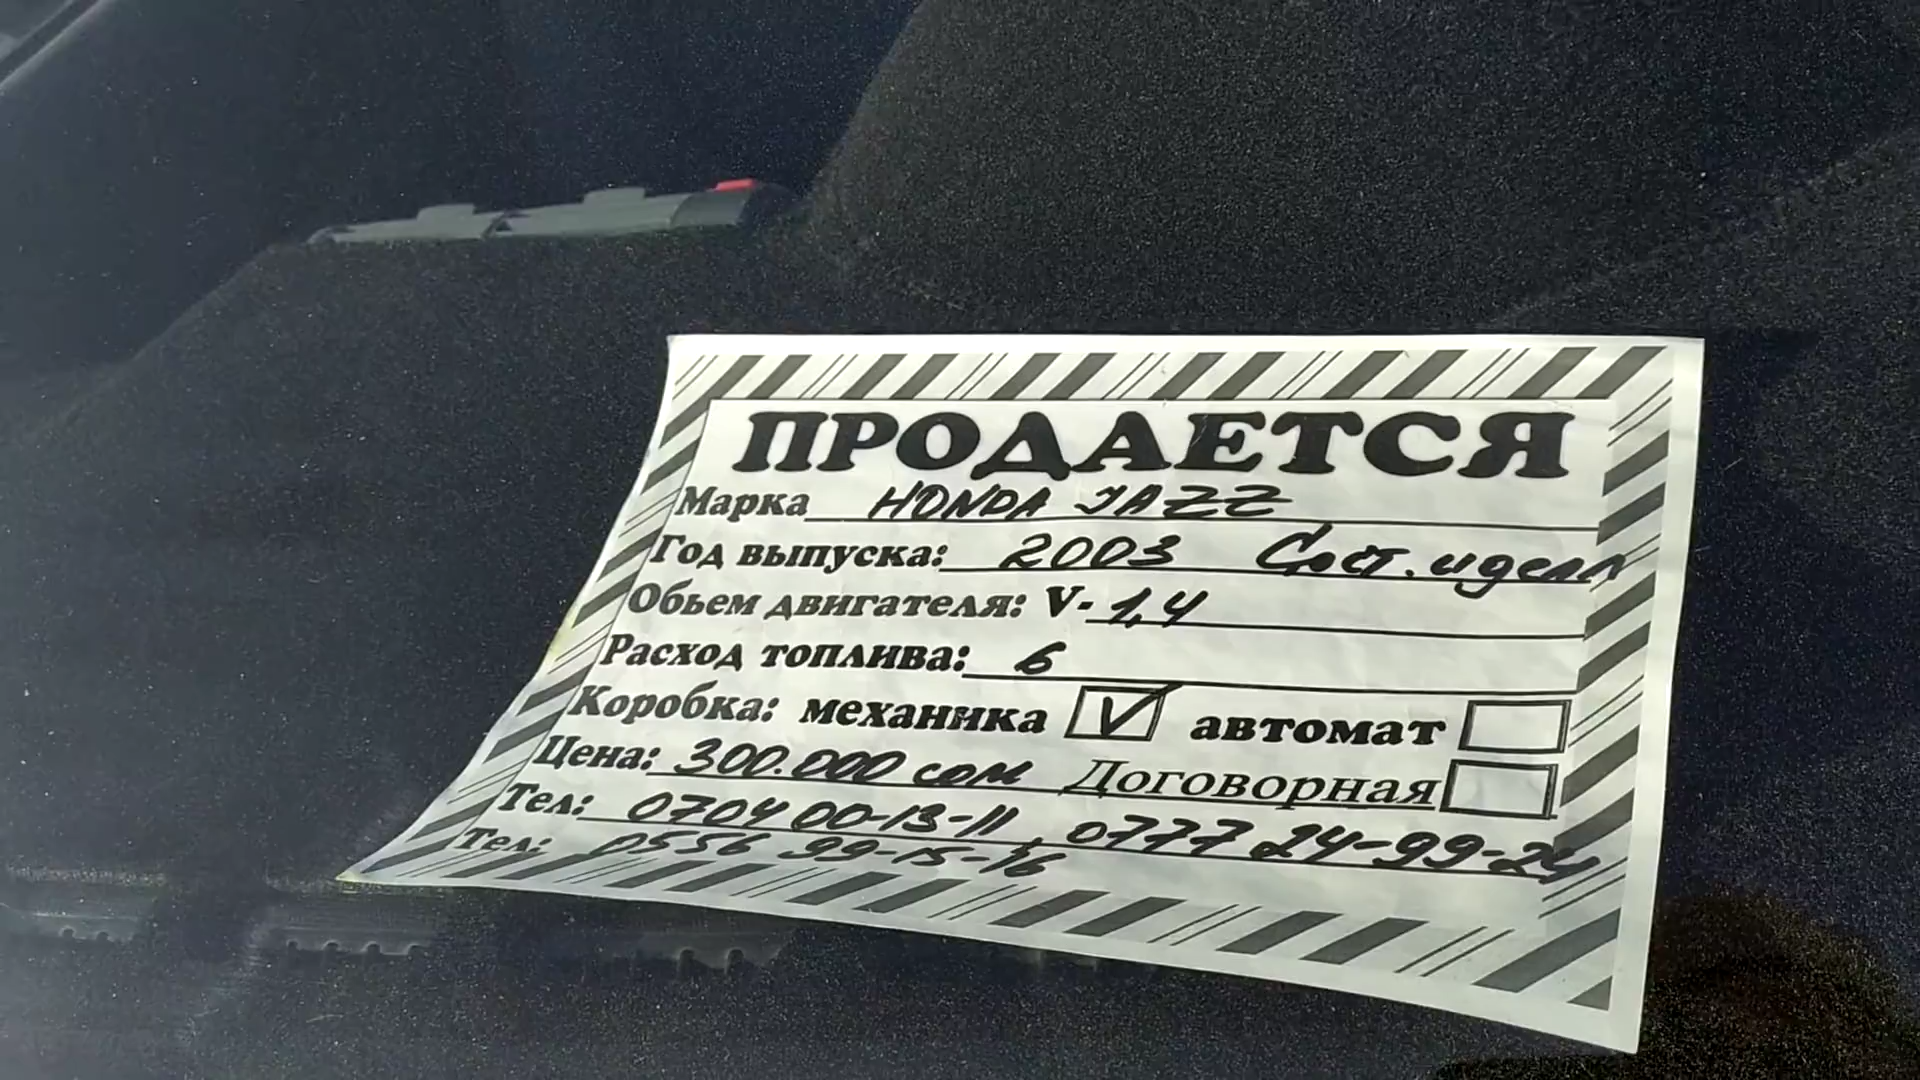 ПРОДАЕТСЯ
Марка HONDA JAZZ
Год выпуска: 2003 Сост. идеал
Обьем двигателя: V- 1,4
Расход топлива: 6
Коробка: механика V автомат
Цена: 300.000 сом Договорная
Тел: 0704 00-13-11, 0777 24-99-24
Тел: 0556 99-15-16